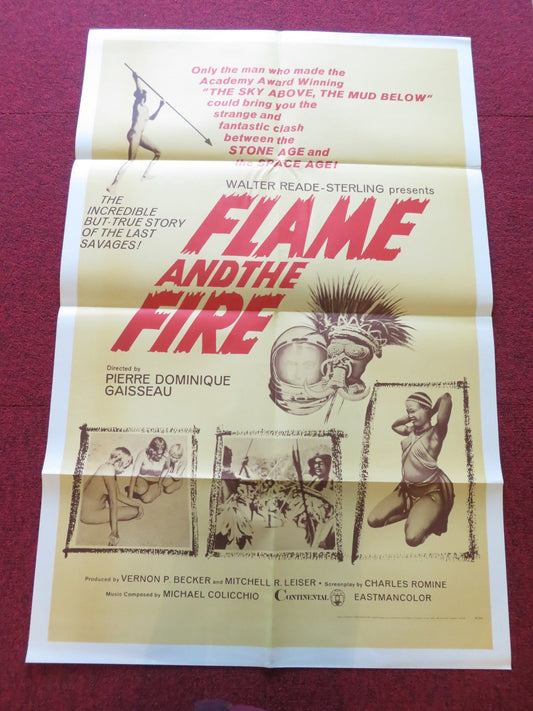 Only the man who made the
Academy Award Winning
"THE SKY ABOVE, THE MUD BELOW"
could bring you the
strange and
fantastic clash
between the
STONE AGE and
the SPACE AGE!
WALTER READE-STERLING presents
THE
INCREDIBLE
BUT-TRUE STORY
OF THE LAST
SAVAGES!
FLAME
AND THE
FIRE
Directed by
PIERRE DOMINIQUE
GAISSEAU
Produced by VERNON P. BECKER and MITCHELL R. LEISER • Screenplay by CHARLES ROMINE
Music Composed by MICHAEL COLICCHIO CONTINENTAL EASTMANCOLOR